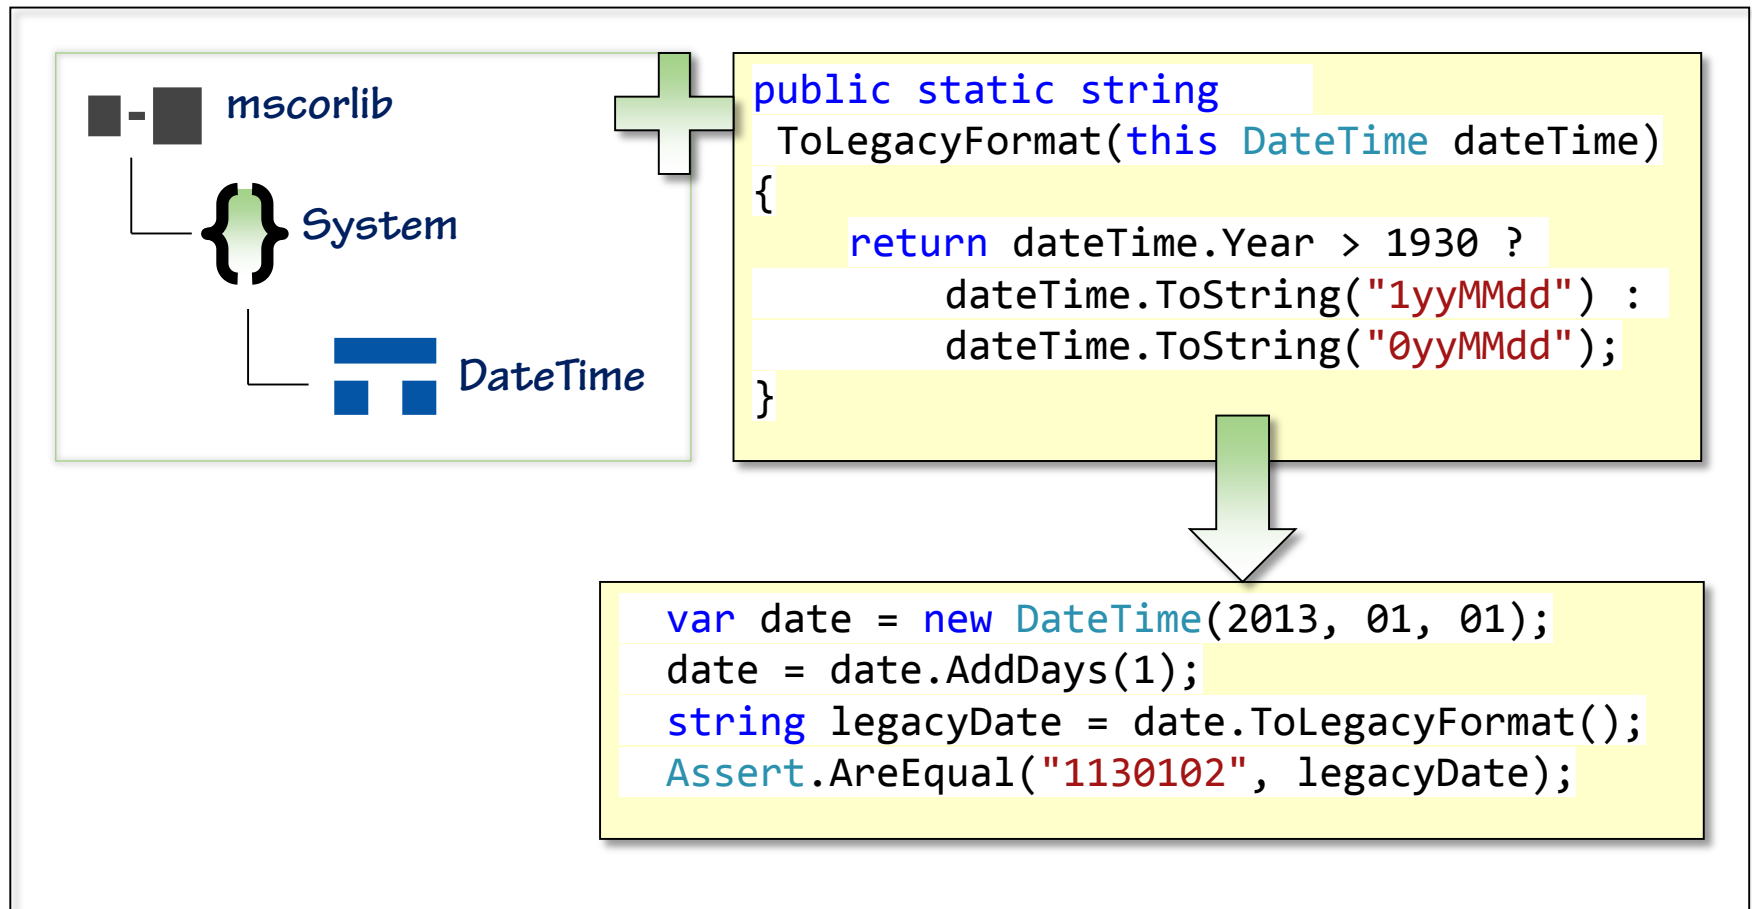 mscorlib
System
DateTime
public static string
ToLegacyFormat(this DateTime dateTime)
{
return dateTime.Year > 1930 ?
dateTime.ToString("1yyMMdd") :
dateTime.ToString("0yyMMdd");
}
var date = new DateTime(2013, 01, 01);
date = date.AddDays(1);
string legacyDate = date.ToLegacyFormat();
Assert.AreEqual("1130102", legacyDate);